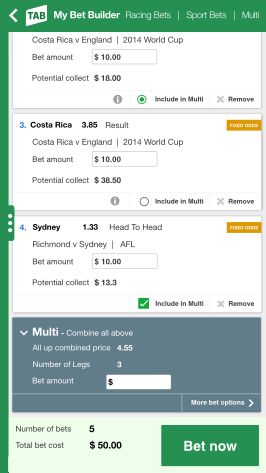 TAB My Bet Builder Racing Bets | Sport Bets | Multi
Costa Rica v England | 2014 World Cup
Bet amount $ 10.00
Potential collect $ 18.00
i Include in Multi Remove
3. Costa Rica 3.85 Result FIXED ODDS
Costa Rica v England | 2014 World Cup
Bet amount $ 10.00
Potential collect $ 38.50
i Include in Multi Remove
4. Sydney 1.33 Head To Head FIXED ODDS
Richmond v Sydney | AFL
Bet amount $ 10.00
Potential collect $ 13.3
Include in Multi Remove
Multi - Combine all above
All up combined price 4.55
Number of Legs 3
Bet amount $
More bet options
Number of bets 5
Total bet cost $ 50.00
Bet now